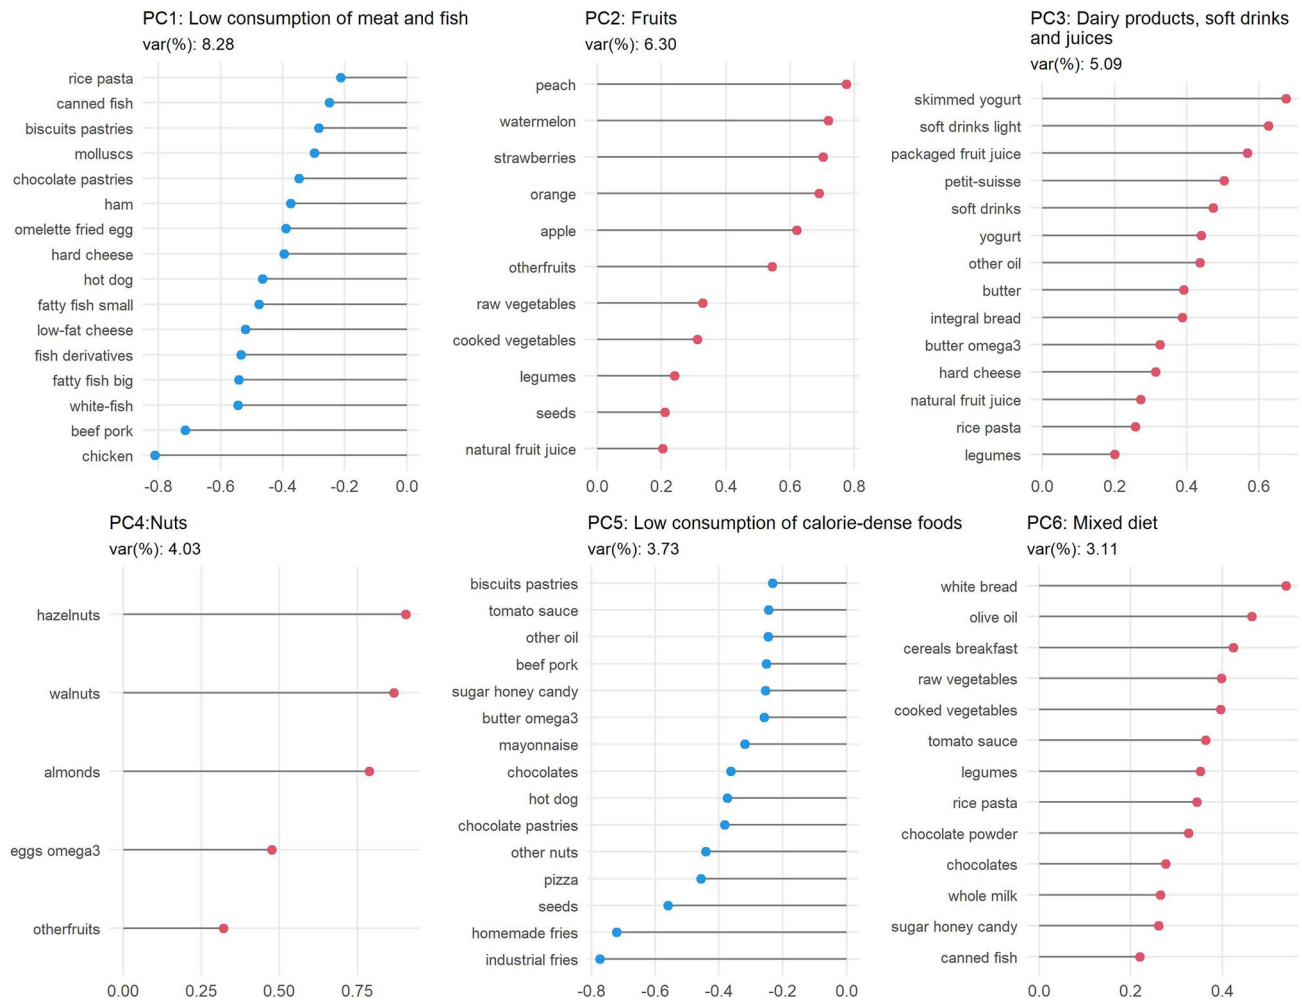 PC1: Low consumption of meat and fish
var(%): 8.28
rice pasta
canned fish
biscuits pastries
molluscs
chocolate pastries
ham
omelette fried egg
hard cheese
hot dog
fatty fish small
low-fat cheese
fish derivatives
fatty fish big
white-fish
beef pork
chicken
-0.8 -0.6 -0.4 -0.2 0.0
PC2: Fruits
var(%): 6.30
peach
watermelon
strawberries
orange
apple
otherfruits
raw vegetables
cooked vegetables
legumes
seeds
natural fruit juice
0.0 0.2 0.4 0.6 0.8
PC3: Dairy products, soft drinks
and juices
var(%): 5.09
skimmed yogurt
soft drinks light
packaged fruit juice
petit-suisse
soft drinks
yogurt
other oil
butter
integral bread
butter omega3
hard cheese
natural fruit juice
rice pasta
legumes
0.0 0.2 0.4 0.6
PC4:Nuts
var(%): 4.03
hazelnuts
walnuts
almonds
eggs omega3
otherfruits
0.00 0.25 0.50 0.75
PC5: Low consumption of calorie-dense foods
var(%): 3.73
biscuits pastries
tomato sauce
other oil
beef pork
sugar honey candy
butter omega3
mayonnaise
chocolates
hot dog
chocolate pastries
other nuts
pizza
seeds
homemade fries
industrial fries
-0.8 -0.6 -0.4 -0.2 0.0
PC6: Mixed diet
var(%): 3.11
white bread
olive oil
cereals breakfast
raw vegetables
cooked vegetables
tomato sauce
legumes
rice pasta
chocolate powder
chocolates
whole milk
sugar honey candy
canned fish
0.0 0.2 0.4